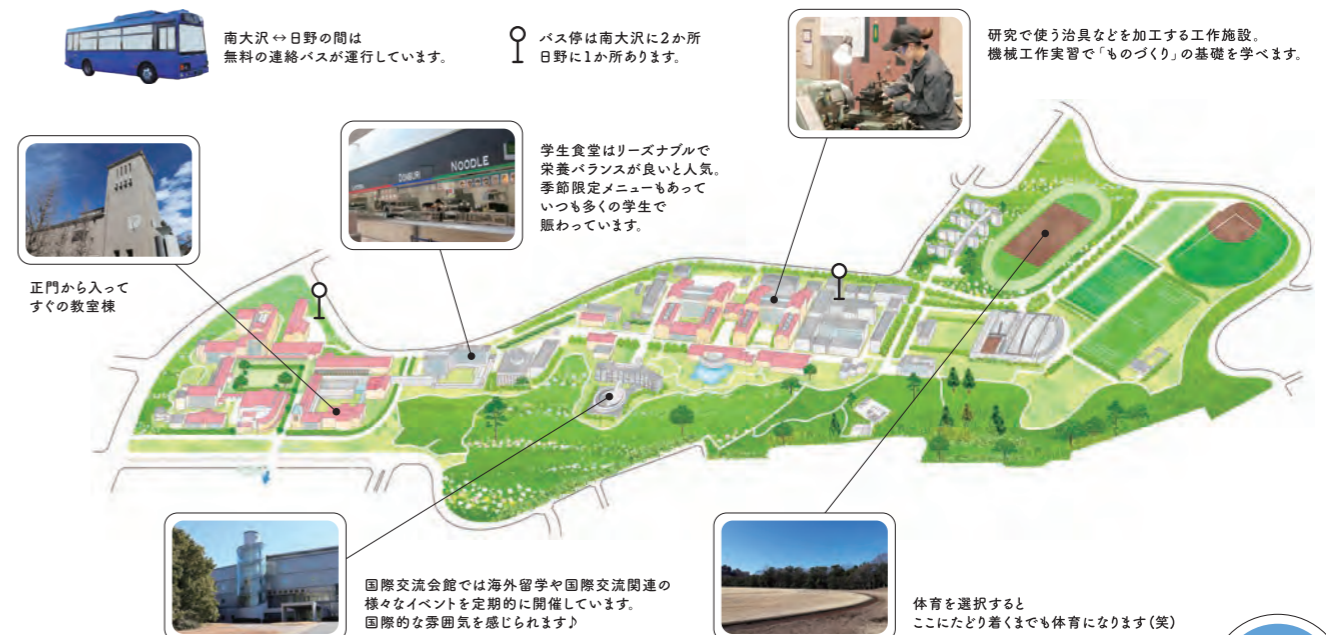 南大沢↔日野の間は
無料の連絡バスが運行しています。
バス停は南大沢に2か所
日野に1か所あります。
研究で使う治具などを加工する工作施設。
機械工作実習で「ものづくり」の基礎を学べます。
正門から入って
すぐの教室棟
DONBURI
NOODLE
学生食堂はリーズナブルで
栄養バランスが良いと人気。
季節限定メニューもあって
いつも多くの学生で
賑わっています。
国際交流会館では海外留学や国際交流関連の
様々なイベントを定期的に開催しています。
国際的な雰囲気を感じられます♪
体育を選択すると
ここにたどり着くまでも体育になります(笑)